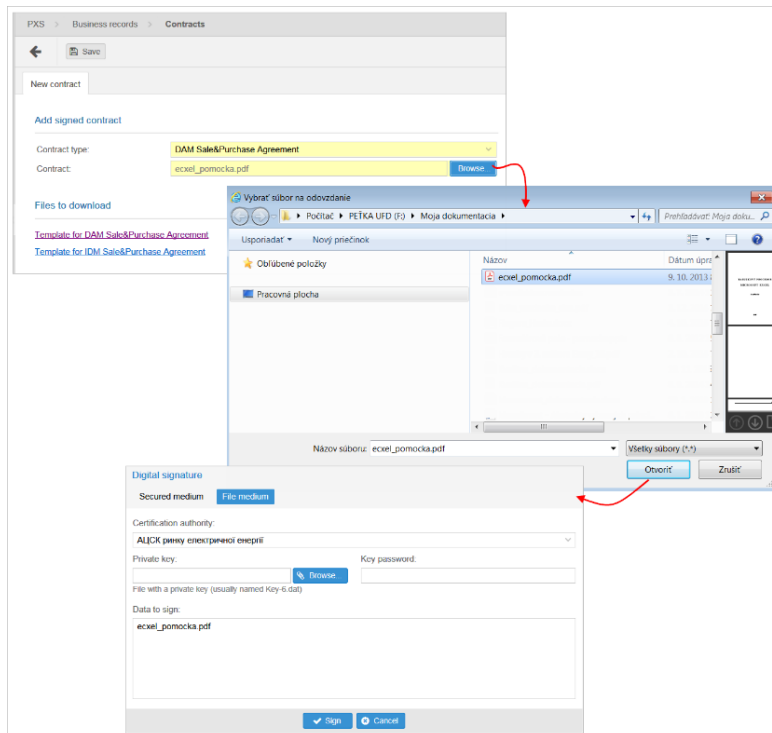 PXS > Business records > Contracts
Save
New contract
Add signed contract
Contract type: DAM Sale&Purchase Agreement
Contract: ecxel_pomocka.pdf Browse...
Files to download
Template for DAM Sale&Purchase Agreement
Template for IDM Sale&Purchase Agreement
Vybrať súbor na odovzdanie
Počítač ▸ PEŤKA UFD (F:) ▸ Moja dokumentacia ▸ Prehľadávať: Moja doku...
Usporiadať Nový priečinok
Obľúbené položky
Pracovná plocha
Názov Dátum úpra
ecxel_pomocka.pdf 9. 10. 2013
Názov súboru: ecxel_pomocka.pdf Všetky súbory (*.*)
Otvoriť Zrušiť
Digital signature
Secured medium File medium
Certification authority:
АЦСК ринку електричної енергії
Private key: Key password:
Browse...
File with a private key (usually named Key-6.dat)
Data to sign:
ecxel_pomocka.pdf
Sign Cancel